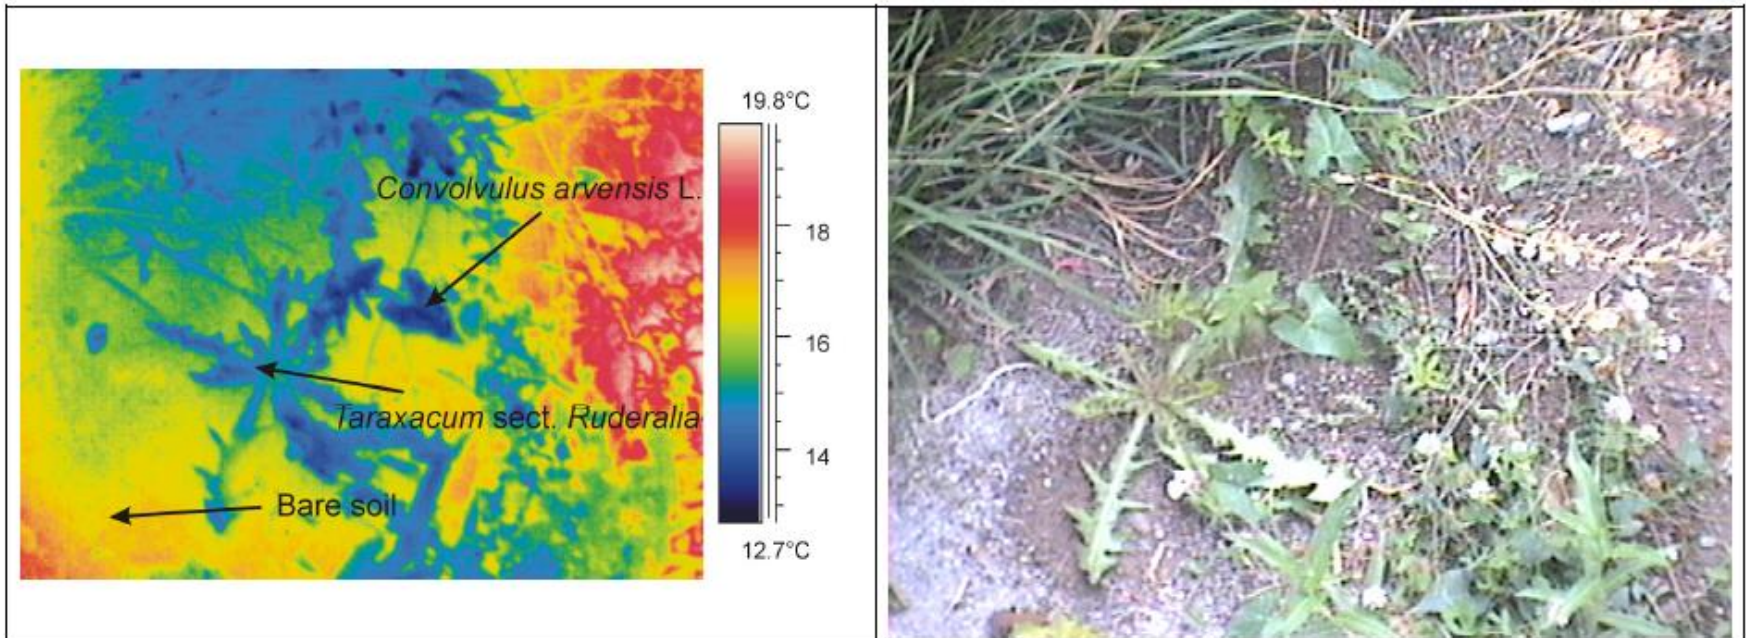 19.8°C
Convolvulus arvensis L.
18
16
Taraxacum sect. Ruderalia
14
Bare soil
12.7°C